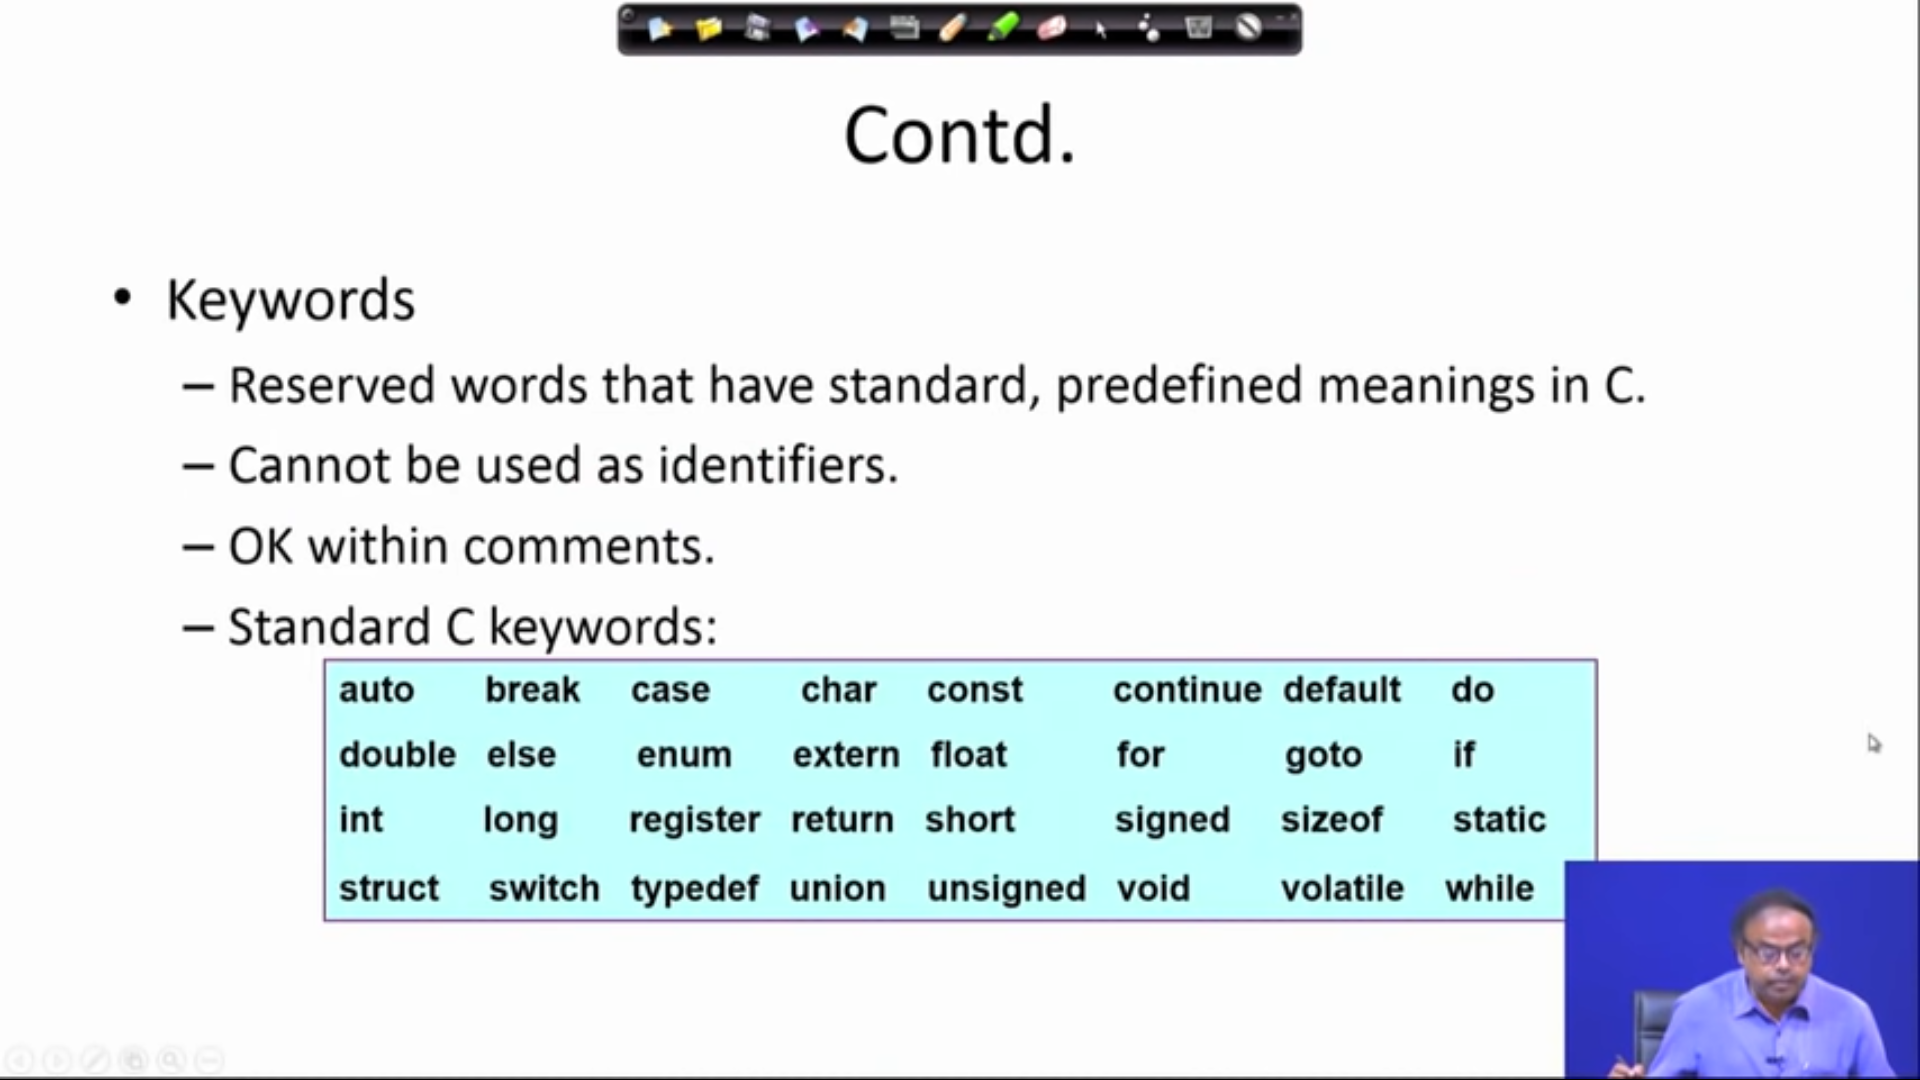 Contd.
• Keywords
– Reserved words that have standard, predefined meanings in C.
– Cannot be used as identifiers.
– OK within comments.
– Standard C keywords:
auto break case char const continue default do
double else enum extern float for goto if
int long register return short signed sizeof static
struct switch typedef union unsigned void volatile while